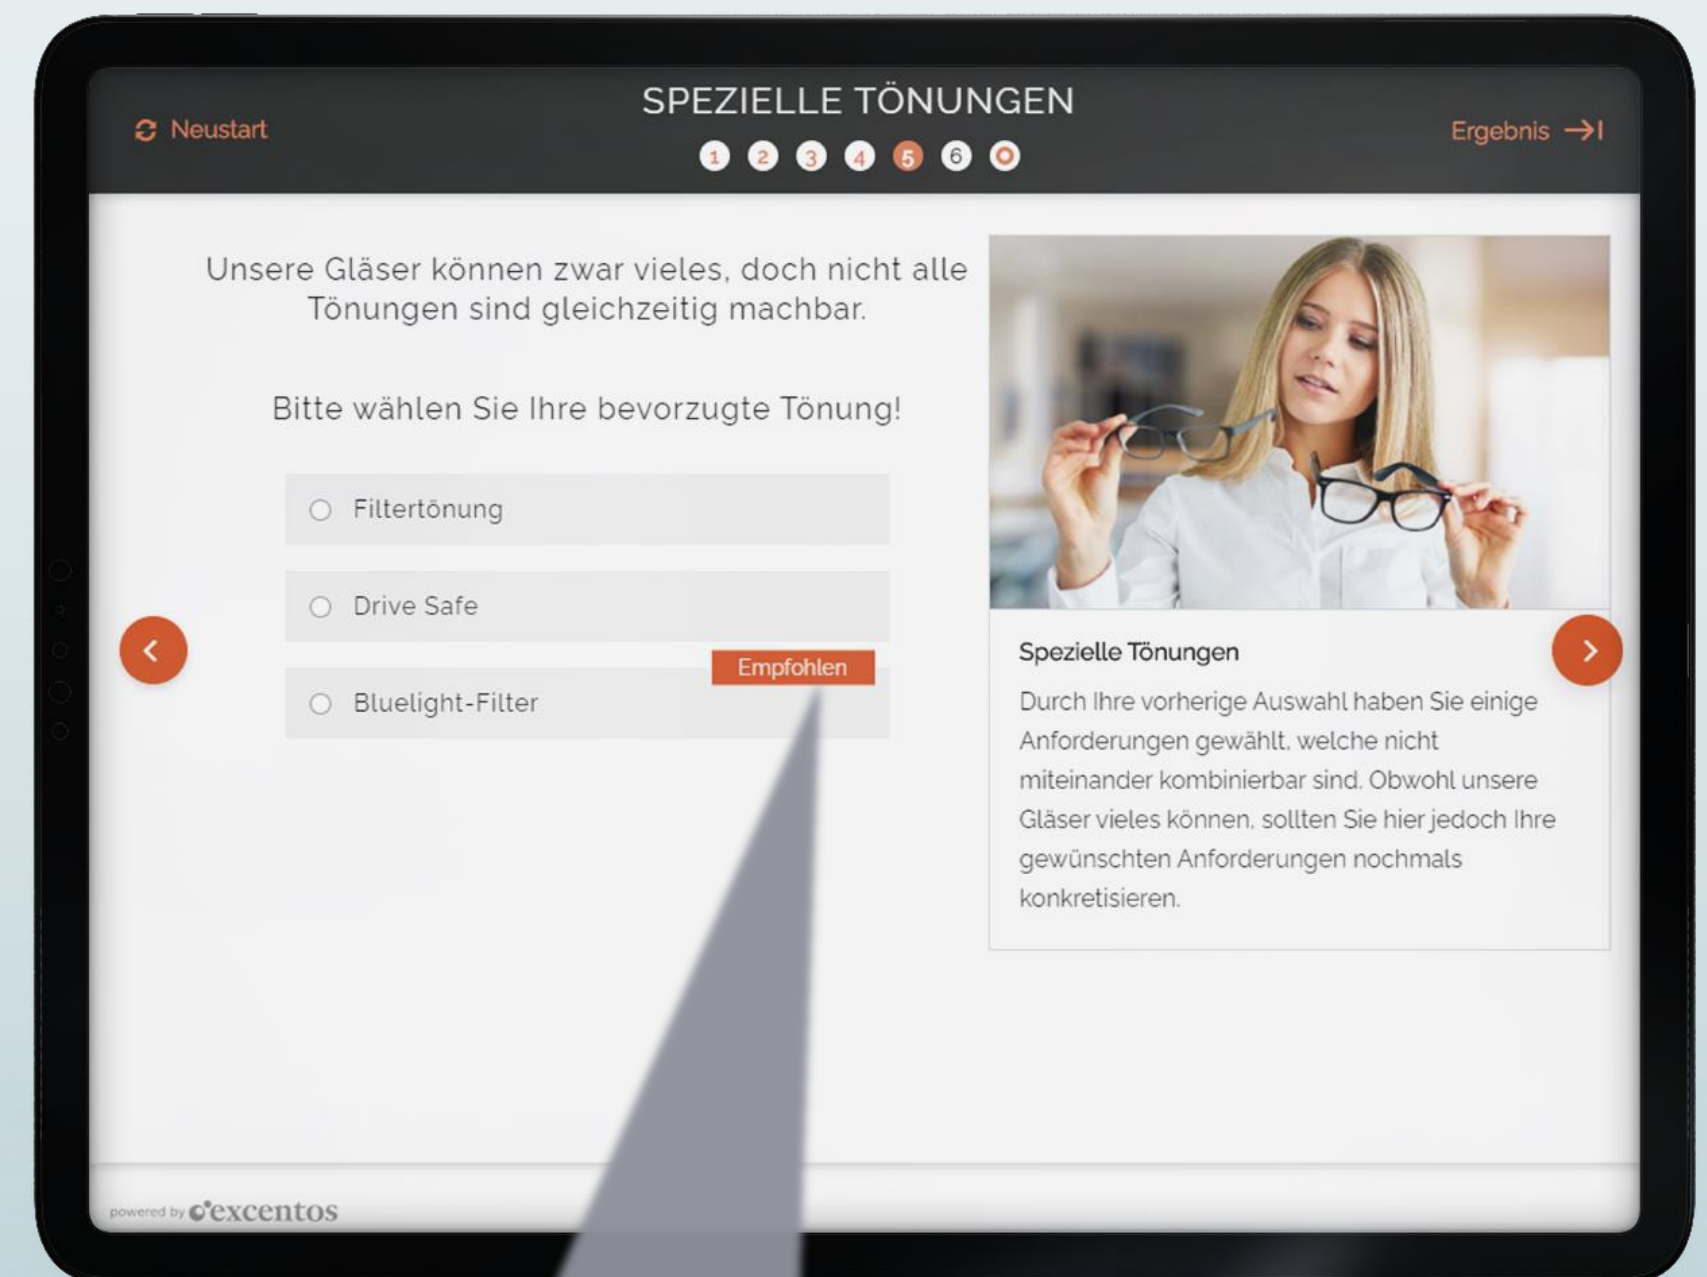 SPEZIELLE TÖNUNGEN
Neustart
1 2 3 4 5 6
Ergebnis
Unsere Gläser können zwar vieles, doch nicht alle
Tönungen sind gleichzeitig machbar.
Bitte wählen Sie Ihre bevorzugte Tönung!
Filtertönung
Drive Safe
Empfohlen
Bluelight-Filter
Spezielle Tönungen
Durch Ihre vorherige Auswahl haben Sie einige
Anforderungen gewählt, welche nicht
miteinander kombinierbar sind. Obwohl unsere
Gläser vieles können, sollten Sie hier jedoch Ihre
gewünschten Anforderungen nochmals
konkretisieren.
powered by excentos